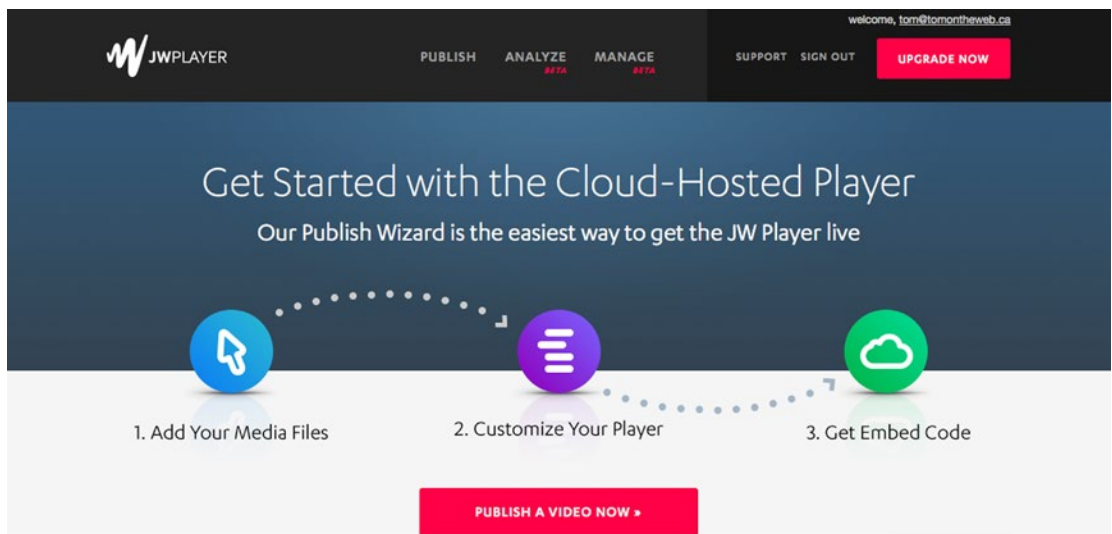 welcome, tom@tomontheweb.ca
JWPLAYER
PUBLISH ANALYZE MANAGE
BETA BETA
SUPPORT SIGN OUT UPGRADE NOW
Get Started with the Cloud-Hosted Player
Our Publish Wizard is the easiest way to get the JW Player live
1. Add Your Media Files
2. Customize Your Player
3. Get Embed Code
PUBLISH A VIDEO NOW »